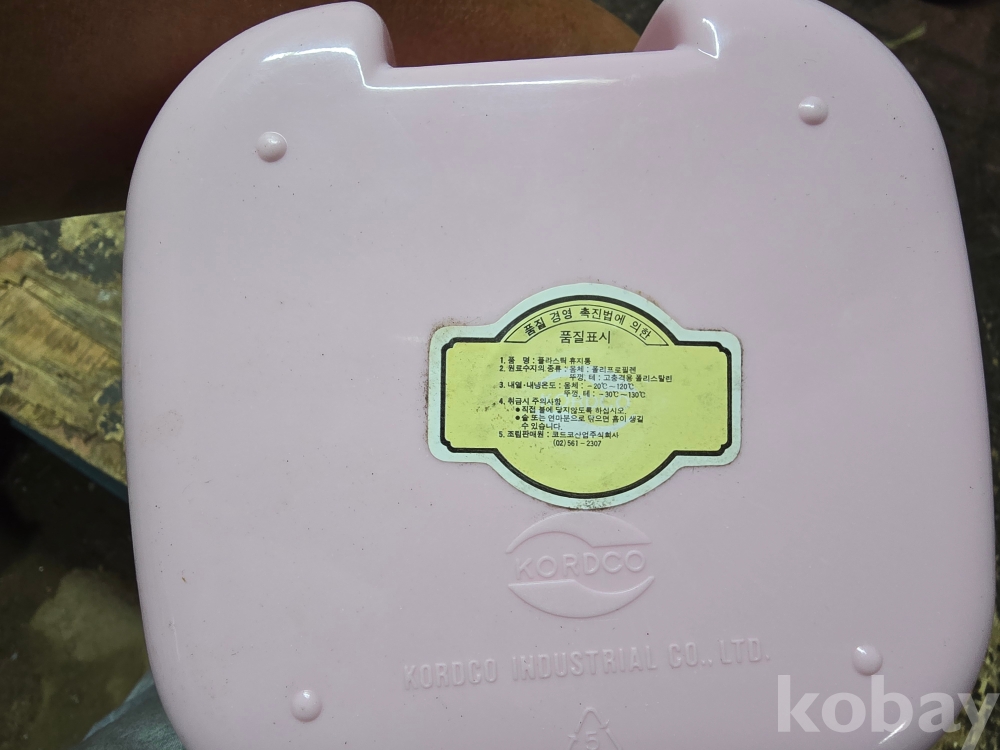 품질 경영 촉진법에 의한
품질표시
1. 품 명 : 플라스틱 휴지통
2. 원료수지의 종류 : 몸체 : 폴리프로필렌
뚜껑, 테 : 고충격용 폴리스탈린
3. 내열·내냉온도 : 몸체 : -20℃~120℃
뚜껑, 테 : -30℃~130℃
4. 취급시 주의사항
●직접 불에 닿지않도록 하십시오.
●솔 또는 연마분으로 닦으면 흠이 생길
수 있습니다.
5. 조립판매원 : 코드코산업주식회사
(02)561-2307
KORDCO
KORDCO INDUSTRIAL CO., LTD.
5
kobay